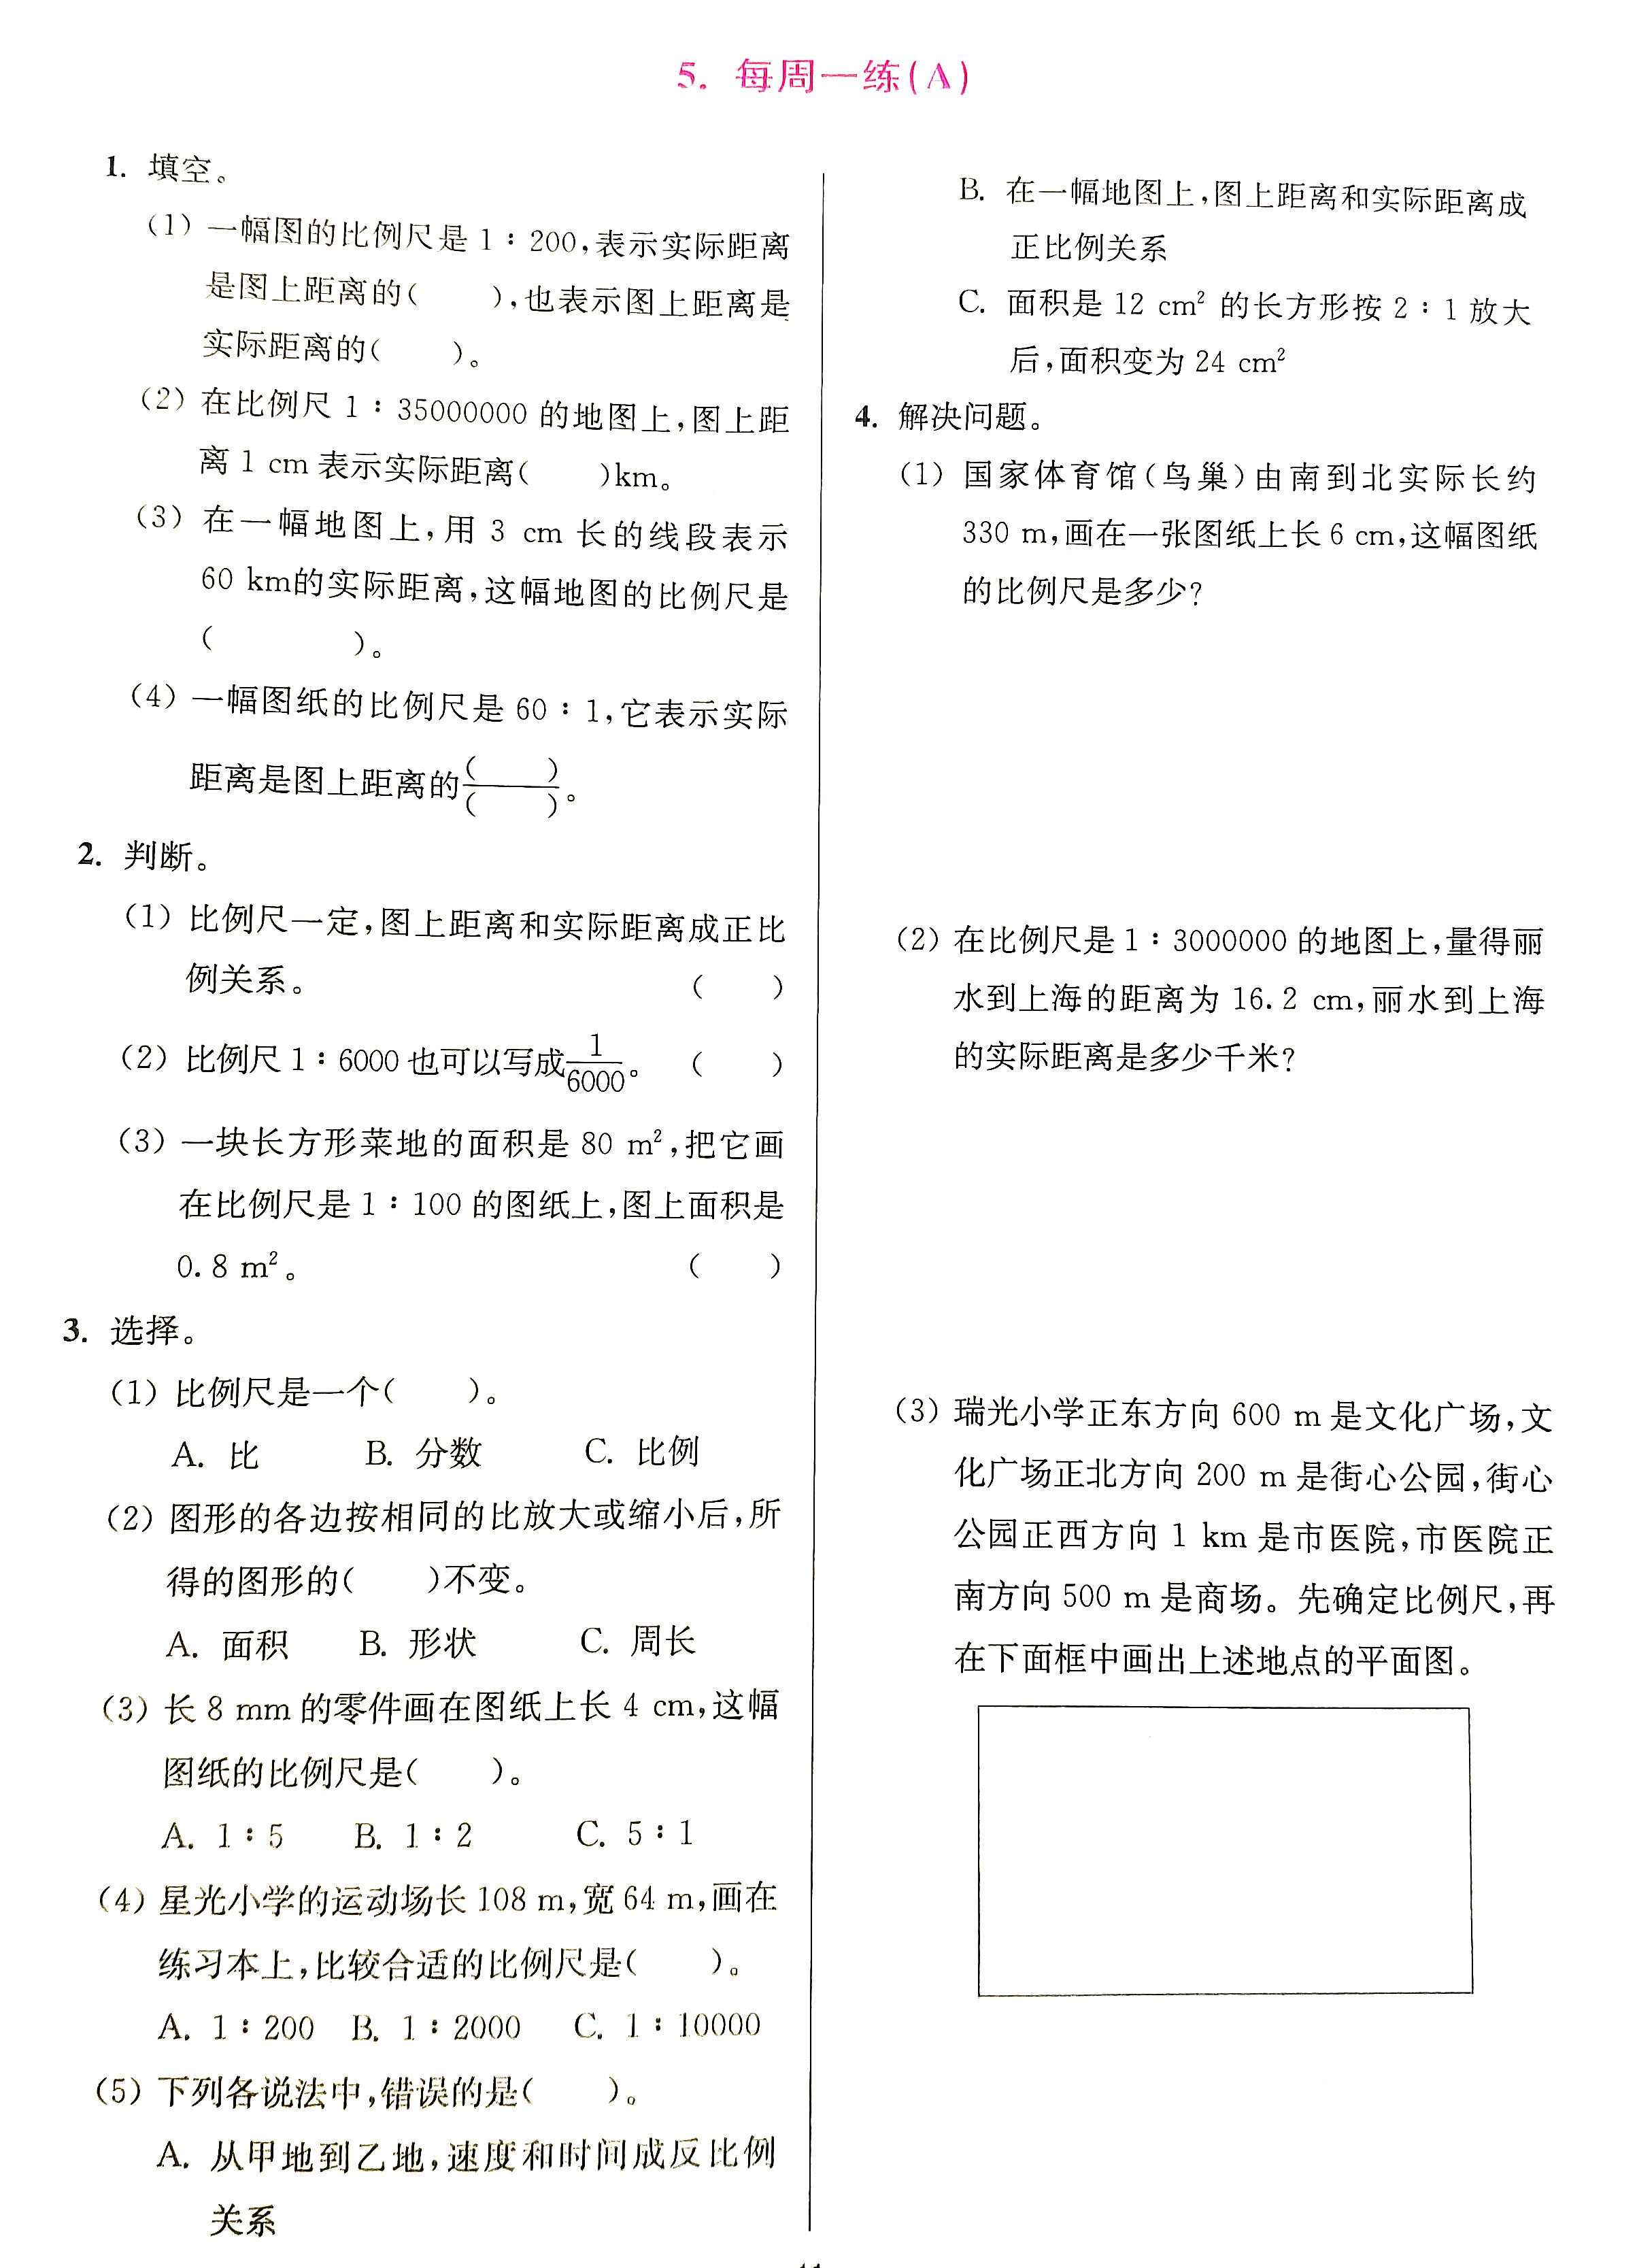 5. 每周一练(A)
1. 填空。
(1) 一幅图的比例尺是 1∶200,表示实际距离
是图上距离的(    ),也表示图上距离是
实际距离的(    )。
(2) 在比例尺 1∶35000000 的地图上,图上距
离 1 cm 表示实际距离(    )km。
(3) 在一幅地图上,用 3 cm 长的线段表示
60 km的实际距离,这幅地图的比例尺是
(        )。
(4) 一幅图纸的比例尺是 60∶1,它表示实际
距离是图上距离的(    )/(    )。
2. 判断。
(1) 比例尺一定,图上距离和实际距离成正比
例关系。 (    )
(2) 比例尺 1∶6000 也可以写成1/6000。 (    )
(3) 一块长方形菜地的面积是 80 m²,把它画
在比例尺是 1∶100 的图纸上,图上面积是
0.8 m²。 (    )
3. 选择。
(1) 比例尺是一个(    )。
A. 比 B. 分数 C. 比例
(2) 图形的各边按相同的比放大或缩小后,所
得的图形的(    )不变。
A. 面积 B. 形状 C. 周长
(3) 长 8 mm 的零件画在图纸上长 4 cm,这幅
图纸的比例尺是(    )。
A. 1∶5 B. 1∶2 C. 5∶1
(4) 星光小学的运动场长 108 m,宽 64 m,画在
练习本上,比较合适的比例尺是(    )。
A. 1∶200 B. 1∶2000 C. 1∶10000
(5) 下列各说法中,错误的是(    )。
A. 从甲地到乙地,速度和时间成反比例
关系
B. 在一幅地图上,图上距离和实际距离成
正比例关系
C. 面积是 12 cm² 的长方形按 2∶1 放大
后,面积变为 24 cm²
4. 解决问题。
(1) 国家体育馆(鸟巢)由南到北实际长约
330 m,画在一张图纸上长 6 cm,这幅图纸
的比例尺是多少?
(2) 在比例尺是 1∶3000000 的地图上,量得丽
水到上海的距离为 16.2 cm,丽水到上海
的实际距离是多少千米?
(3) 瑞光小学正东方向 600 m 是文化广场,文
化广场正北方向 200 m 是街心公园,街心
公园正西方向 1 km 是市医院,市医院正
南方向 500 m 是商场。先确定比例尺,再
在下面框中画出上述地点的平面图。